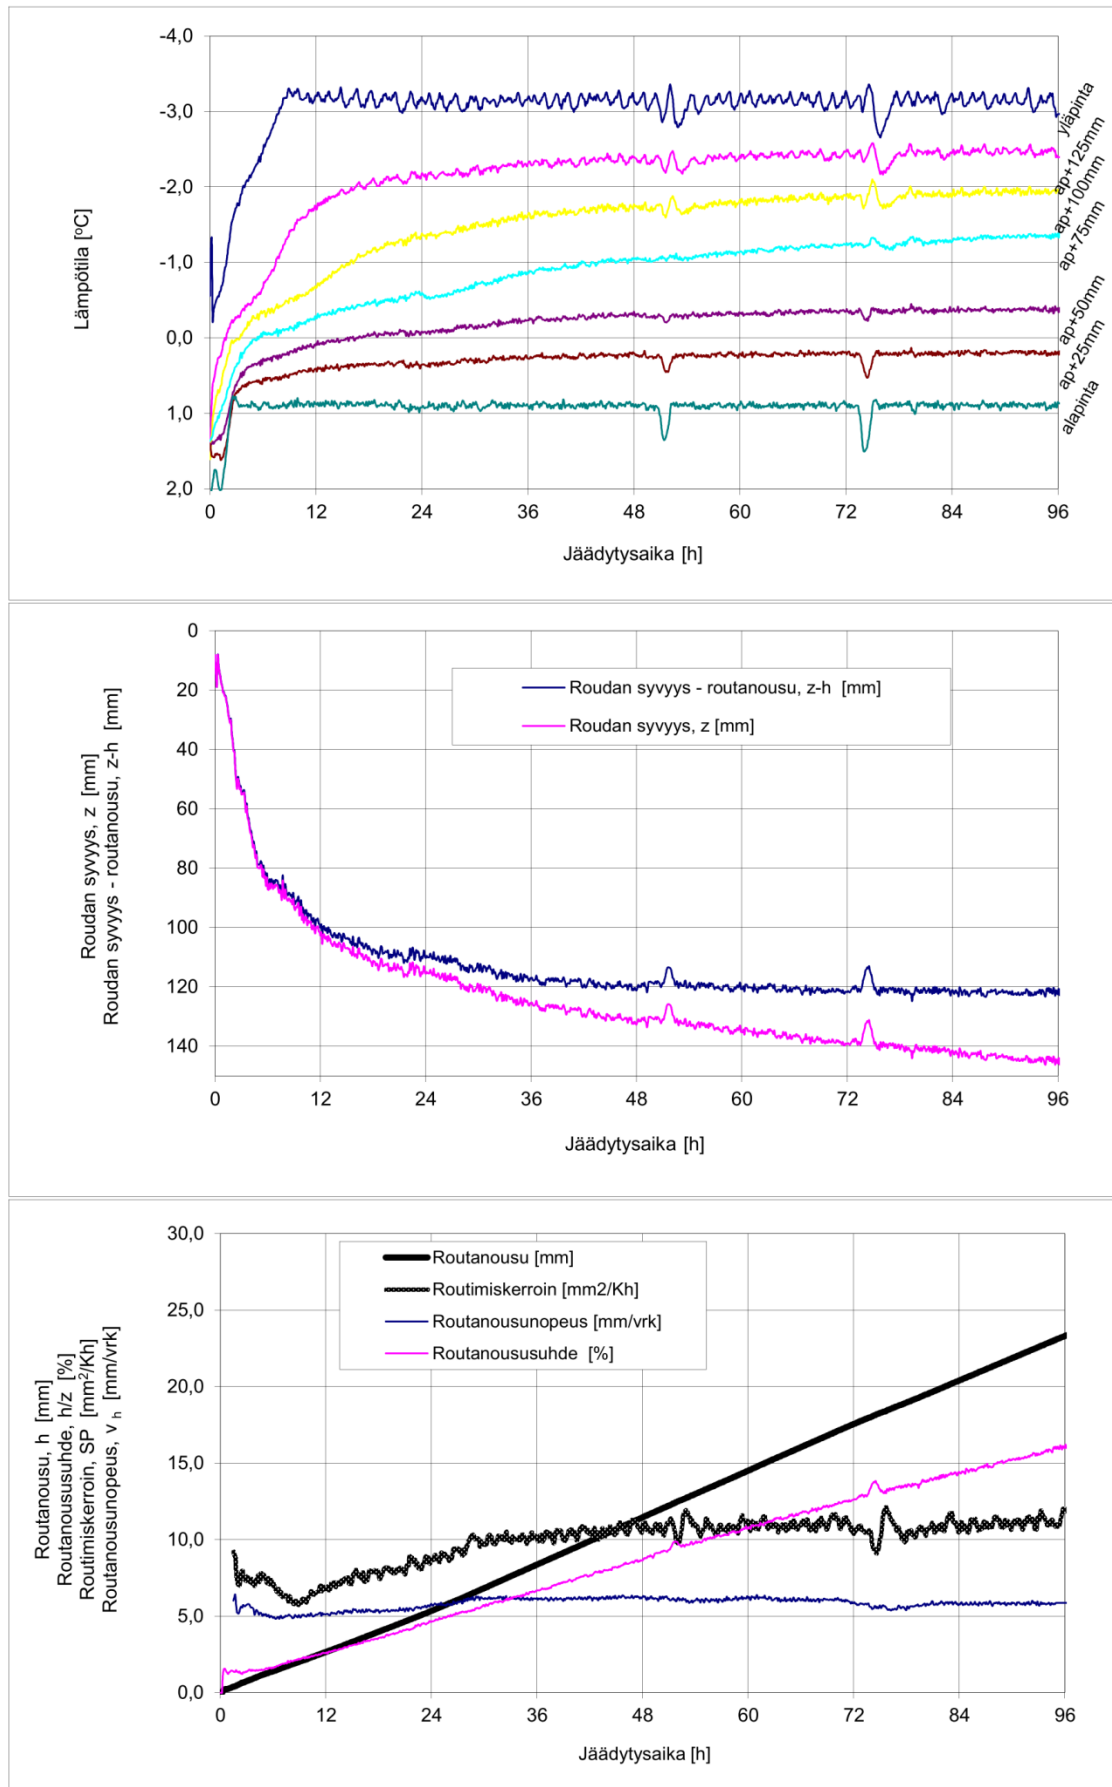 -4,0
-3,0
-2,0
-1,0
0,0
1,0
2,0
Lämpötila [ºC]
yläpinta
ap+125mm
ap+100mm
ap+75mm
ap+50mm
ap+25mm
alapinta
0 12 24 36 48 60 72 84 96
Jäädytysaika [h]
0
20
40
60
80
100
120
140
Roudan syvyys, z [mm]
Roudan syvyys - routanousu, z-h [mm]
Roudan syvyys - routanousu, z-h [mm]
Roudan syvyys, z [mm]
0 12 24 36 48 60 72 84 96
Jäädytysaika [h]
30,0
25,0
20,0
15,0
10,0
5,0
0,0
Routanousu, h [mm]
Routanoususuhde, h/z [%]
Routimiskerroin, SP [mm²/Kh]
Routanousunopeus, v h [mm/vrk]
Routanousu [mm]
Routimiskerroin [mm2/Kh]
Routanousunopeus [mm/vrk]
Routanoususuhde [%]
0 12 24 36 48 60 72 84 96
Jäädytysaika [h]